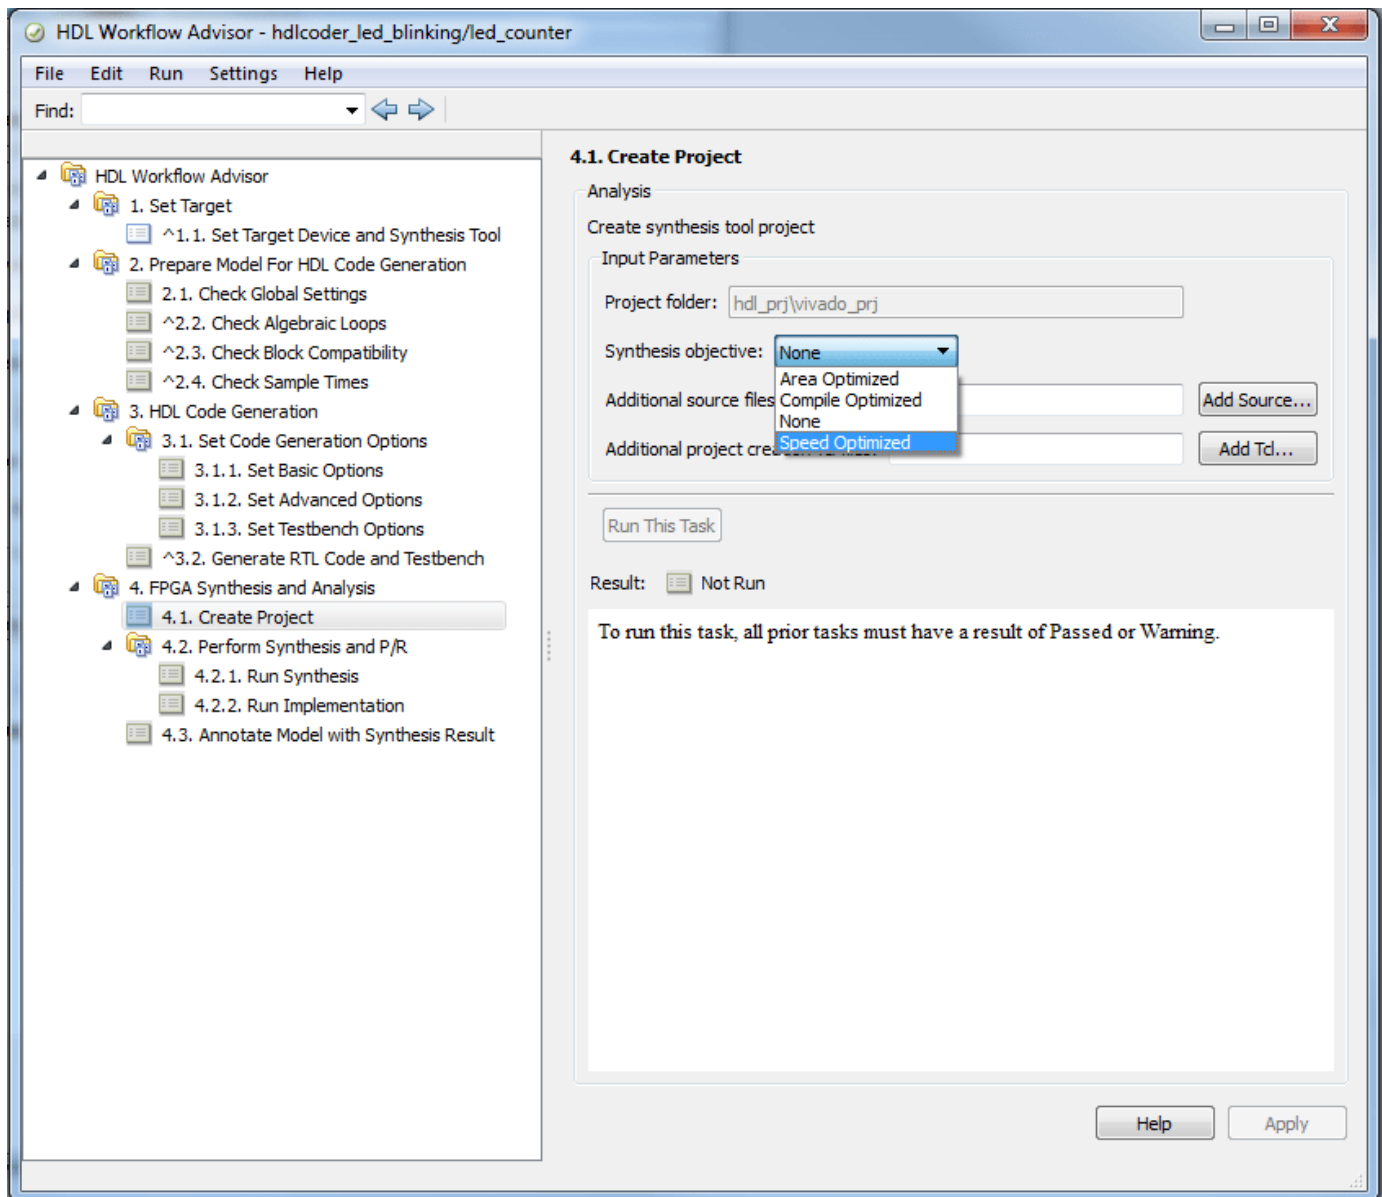 HDL Workflow Advisor - hdlcoder_led_blinking/led_counter
File Edit Run Settings Help
Find:
HDL Workflow Advisor
1. Set Target
^1.1. Set Target Device and Synthesis Tool
2. Prepare Model For HDL Code Generation
2.1. Check Global Settings
^2.2. Check Algebraic Loops
^2.3. Check Block Compatibility
^2.4. Check Sample Times
3. HDL Code Generation
3.1. Set Code Generation Options
3.1.1. Set Basic Options
3.1.2. Set Advanced Options
3.1.3. Set Testbench Options
^3.2. Generate RTL Code and Testbench
4. FPGA Synthesis and Analysis
4.1. Create Project
4.2. Perform Synthesis and P/R
4.2.1. Run Synthesis
4.2.2. Run Implementation
4.3. Annotate Model with Synthesis Result
4.1. Create Project
Analysis
Create synthesis tool project
Input Parameters
Project folder: hdl_prj\vivado_prj
Synthesis objective: None
Area Optimized
Compile Optimized
None
Speed Optimized
Additional source files Add Source...
Additional project Add Tcl...
Run This Task
Result: Not Run
To run this task, all prior tasks must have a result of Passed or Warning.
Help Apply